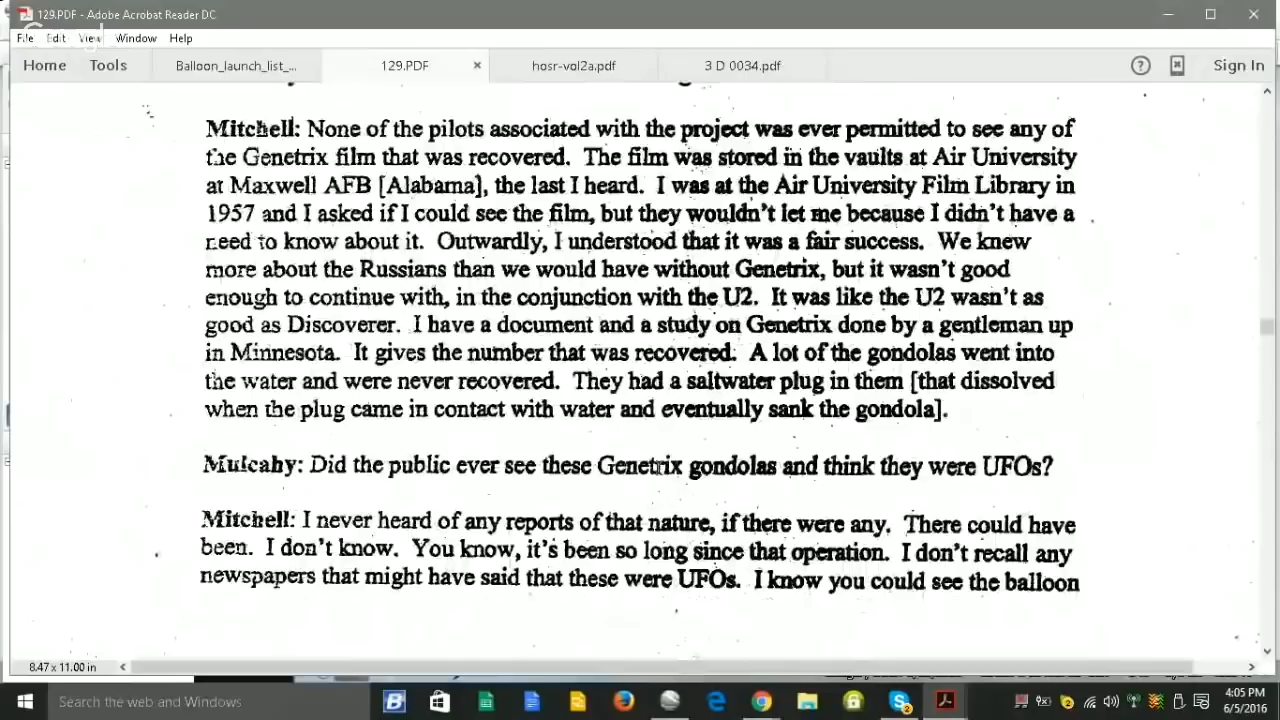 129.PDF - Adobe Acrobat Reader DC
Google
File Edit View Window Help
Home Tools Balloon_launch_list_... 129.PDF × hosr-vol2a.pdf 3 D 0034.pdf ? Sign In
Mitchell: None of the pilots associated with the project was ever permitted to see any of
the Genetrix film that was recovered. The film was stored in the vaults at Air University
at Maxwell AFB [Alabama], the last I heard. I was at the Air University Film Library in
1957 and I asked if I could see the film, but they wouldn't let me because I didn't have a
need to know about it. Outwardly, I understood that it was a fair success. We knew
more about the Russians than we would have without Genetrix, but it wasn't good
enough to continue with, in the conjunction with the U2. It was like the U2 wasn't as
good as Discoverer. I have a document and a study on Genetrix done by a gentleman up
in Minnesota. It gives the number that was recovered. A lot of the gondolas went into
the water and were never recovered. They had a saltwater plug in them [that dissolved
when the plug came in contact with water and eventually sank the gondola].
Mulcahy: Did the public ever see these Genetrix gondolas and think they were UFOs?
Mitchell: I never heard of any reports of that nature, if there were any. There could have
been. I don't know. You know, it's been so long since that operation. I don't recall any
newspapers that might have said that these were UFOs. I know you could see the balloon
8.47 x 11.00 in
Search the web and Windows
4:05 PM
6/5/2016